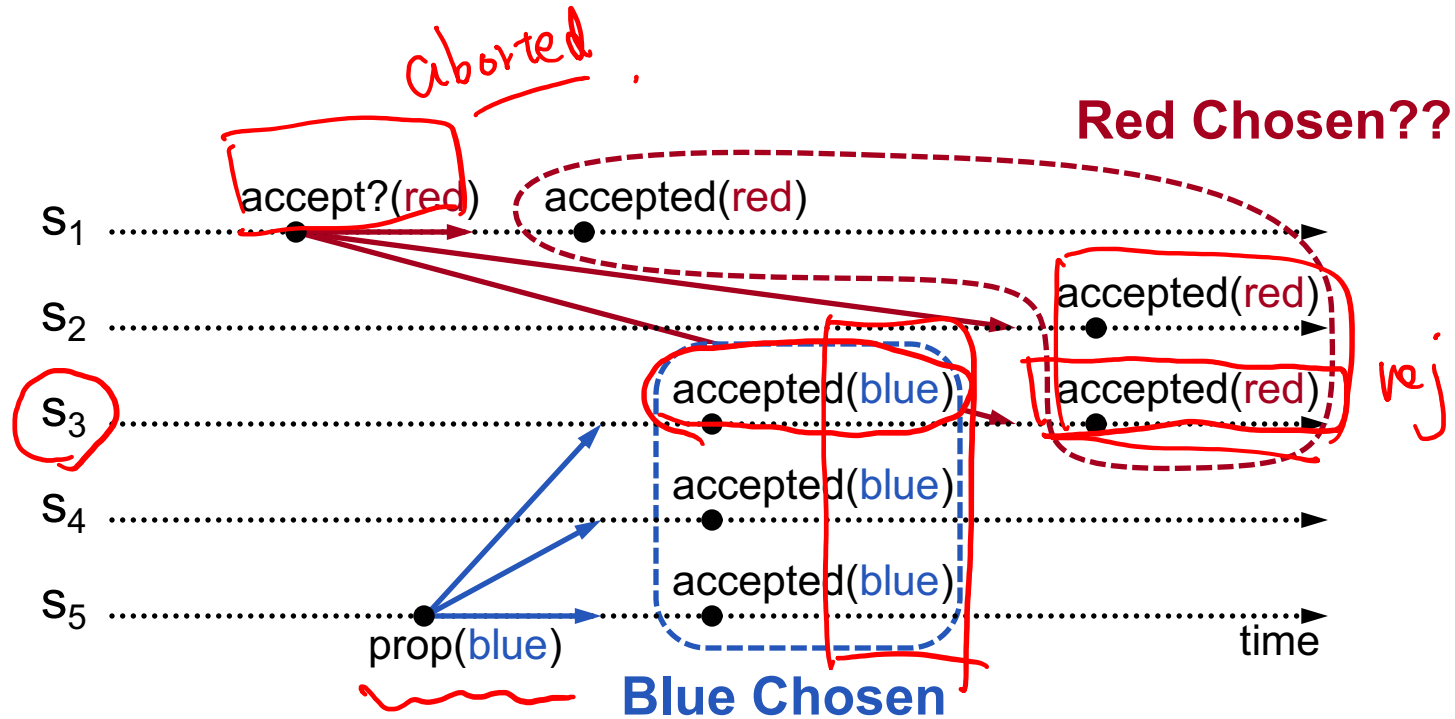 aborted.
Red Chosen??
accept?(red) accepted(red)
S1
accepted(red)
S2
accepted(blue) accepted(red) rej
S3
accepted(blue)
S4
accepted(blue)
S5
prop(blue) time
Blue Chosen